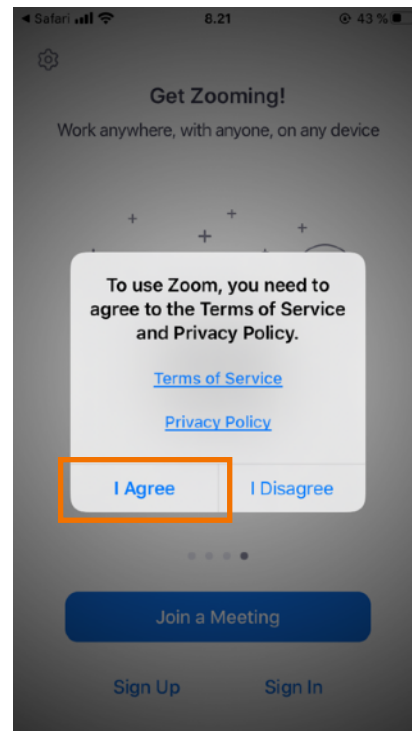 Safari 8.21 43 %
Get Zooming!
Work anywhere, with anyone, on any device
To use Zoom, you need to
agree to the Terms of Service
and Privacy Policy.
Terms of Service
Privacy Policy
I Agree I Disagree
Join a Meeting
Sign Up Sign In